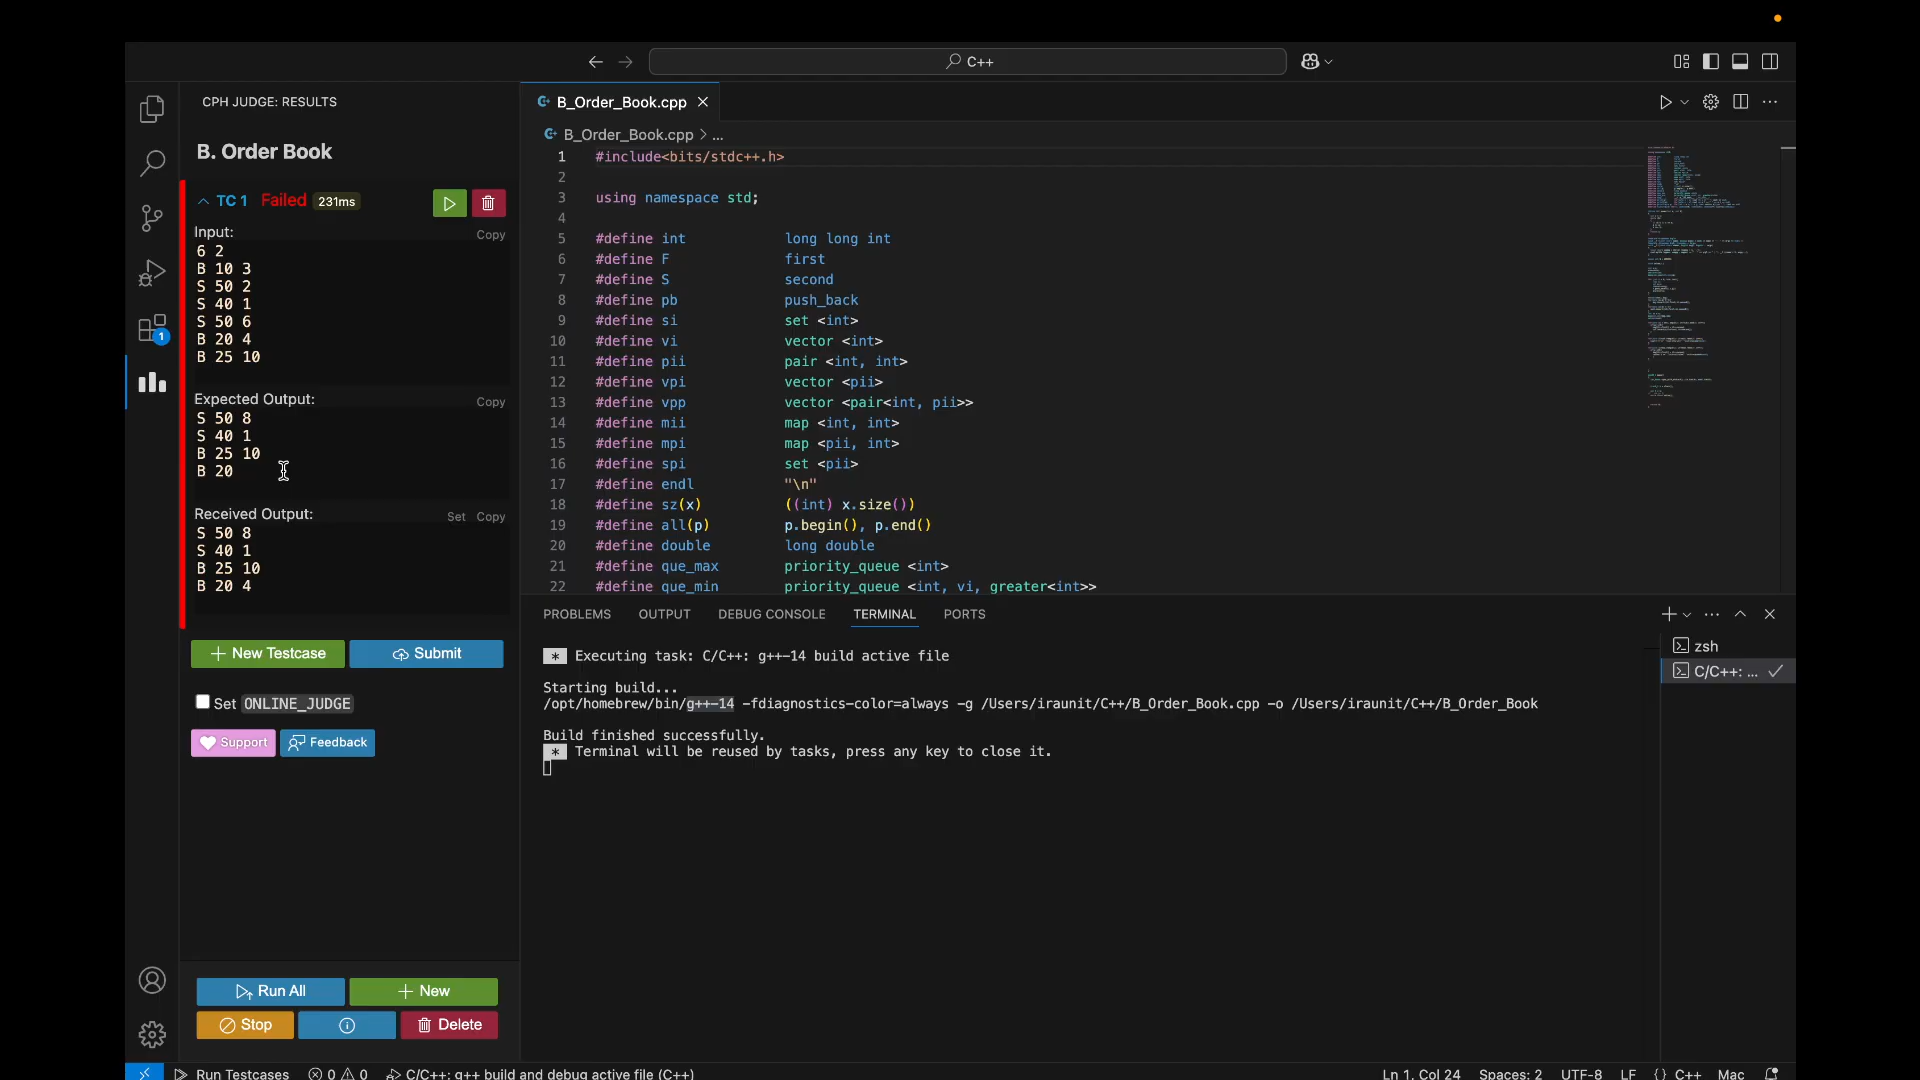 C++
CPH JUDGE: RESULTS
B. Order Book
TC 1 Failed 231ms
Input:
Copy
6 2
B 10 3
S 50 2
S 40 1
S 50 6
B 20 4
B 25 10
Expected Output:
Copy
S 50 8
S 40 1
B 25 10
B 20
Received Output:
Set Copy
S 50 8
S 40 1
B 25 10
B 20 4
New Testcase
Submit
Set ONLINE_JUDGE
Support
Feedback
Run All
New
Stop
Delete
1
B_Order_Book.cpp
B_Order_Book.cpp > ...
1 #include<bits/stdc++.h>
2
3 using namespace std;
4
5 #define int long long int
6 #define F first
7 #define S second
8 #define pb push_back
9 #define si set <int>
10 #define vi vector <int>
11 #define pii pair <int, int>
12 #define vpi vector <pii>
13 #define vpp vector <pair<int, pii>>
14 #define mii map <int, int>
15 #define mpi map <pii, int>
16 #define spi set <pii>
17 #define endl "\n"
18 #define sz(x) ((int) x.size())
19 #define all(p) p.begin(), p.end()
20 #define double long double
21 #define que_max priority_queue <int>
22 #define que_min priority_queue <int, vi, greater<int>>
PROBLEMS OUTPUT DEBUG CONSOLE TERMINAL PORTS
* Executing task: C/C++: g++-14 build active file
Starting build...
/opt/homebrew/bin/g++-14 -fdiagnostics-color=always -g /Users/iraunit/C++/B_Order_Book.cpp -o /Users/iraunit/C++/B_Order_Book
Build finished successfully.
* Terminal will be reused by tasks, press any key to close it.
zsh
C/C++: ...
Run Testcases 0 0 C/C++: g++ build and debug active file (C++)
Ln 1, Col 24 Spaces: 2 UTF-8 LF {} C++ Mac